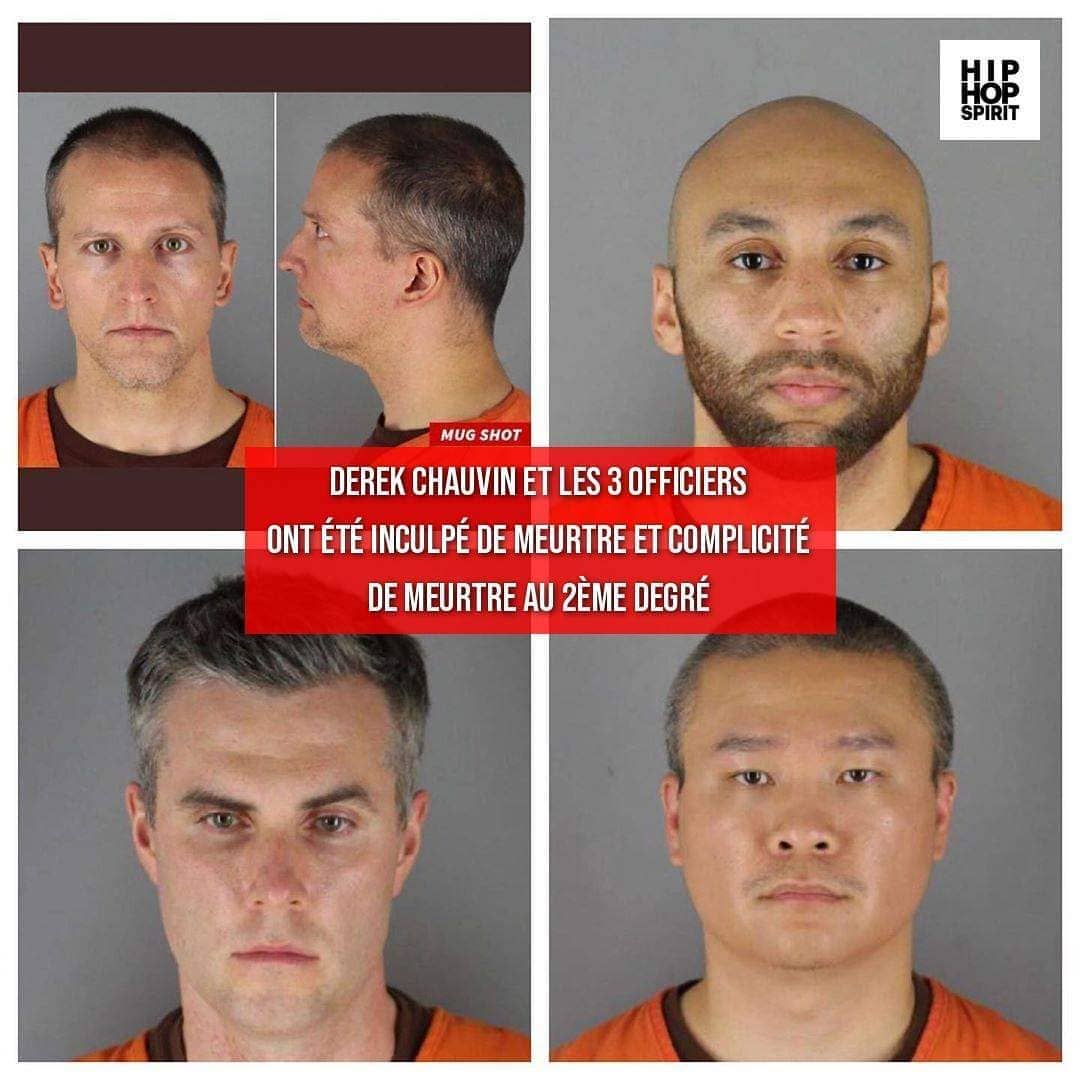 HIP
HOP
SPIRIT
MUG SHOT
DEREK CHAUVIN ET LES 3 OFFICIERS
ONT ÉTÉ INCULPÉ DE MEURTRE ET COMPLICITÉ
DE MEURTRE AU 2ÈME DEGRÉ